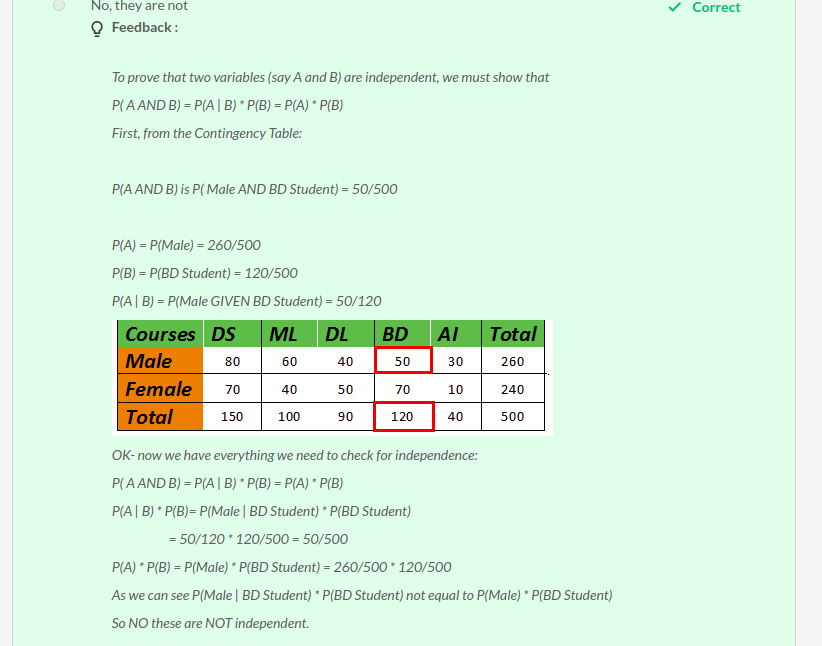 No, they are not
Correct
Feedback :
To prove that two variables (say A and B) are independent, we must show that
P( A AND B) = P(A | B) * P(B) = P(A) * P(B)
First, from the Contingency Table:
P(A AND B) is P( Male AND BD Student) = 50/500
P(A) = P(Male) = 260/500
P(B) = P(BD Student) = 120/500
P(A | B) = P(Male GIVEN BD Student) = 50/120
Courses DS ML DL BD AI Total
Male 80 60 40 50 30 260
Female 70 40 50 70 10 240
Total 150 100 90 120 40 500
OK- now we have everything we need to check for independence:
P( A AND B) = P(A | B) * P(B) = P(A) * P(B)
P(A | B) * P(B)= P(Male | BD Student) * P(BD Student)
= 50/120 * 120/500 = 50/500
P(A) * P(B) = P(Male) * P(BD Student) = 260/500 * 120/500
As we can see P(Male | BD Student) * P(BD Student) not equal to P(Male) * P(BD Student)
So NO these are NOT independent.